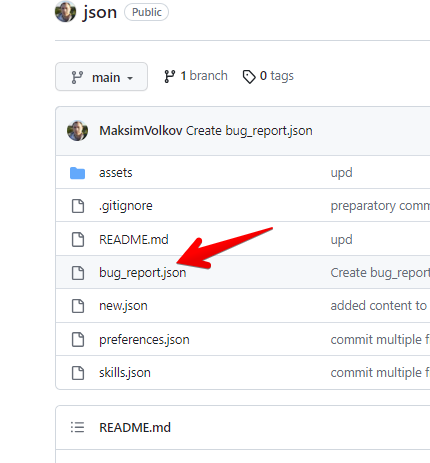 json Public
main 1 branch 0 tags
MaksimVolkov Create bug_report.json
assets upd
.gitignore preparatory comm
README.md upd
bug_report.json Create bug_report
new.json added content to
preferences.json commit multiple f
skills.json commit multiple f
README.md